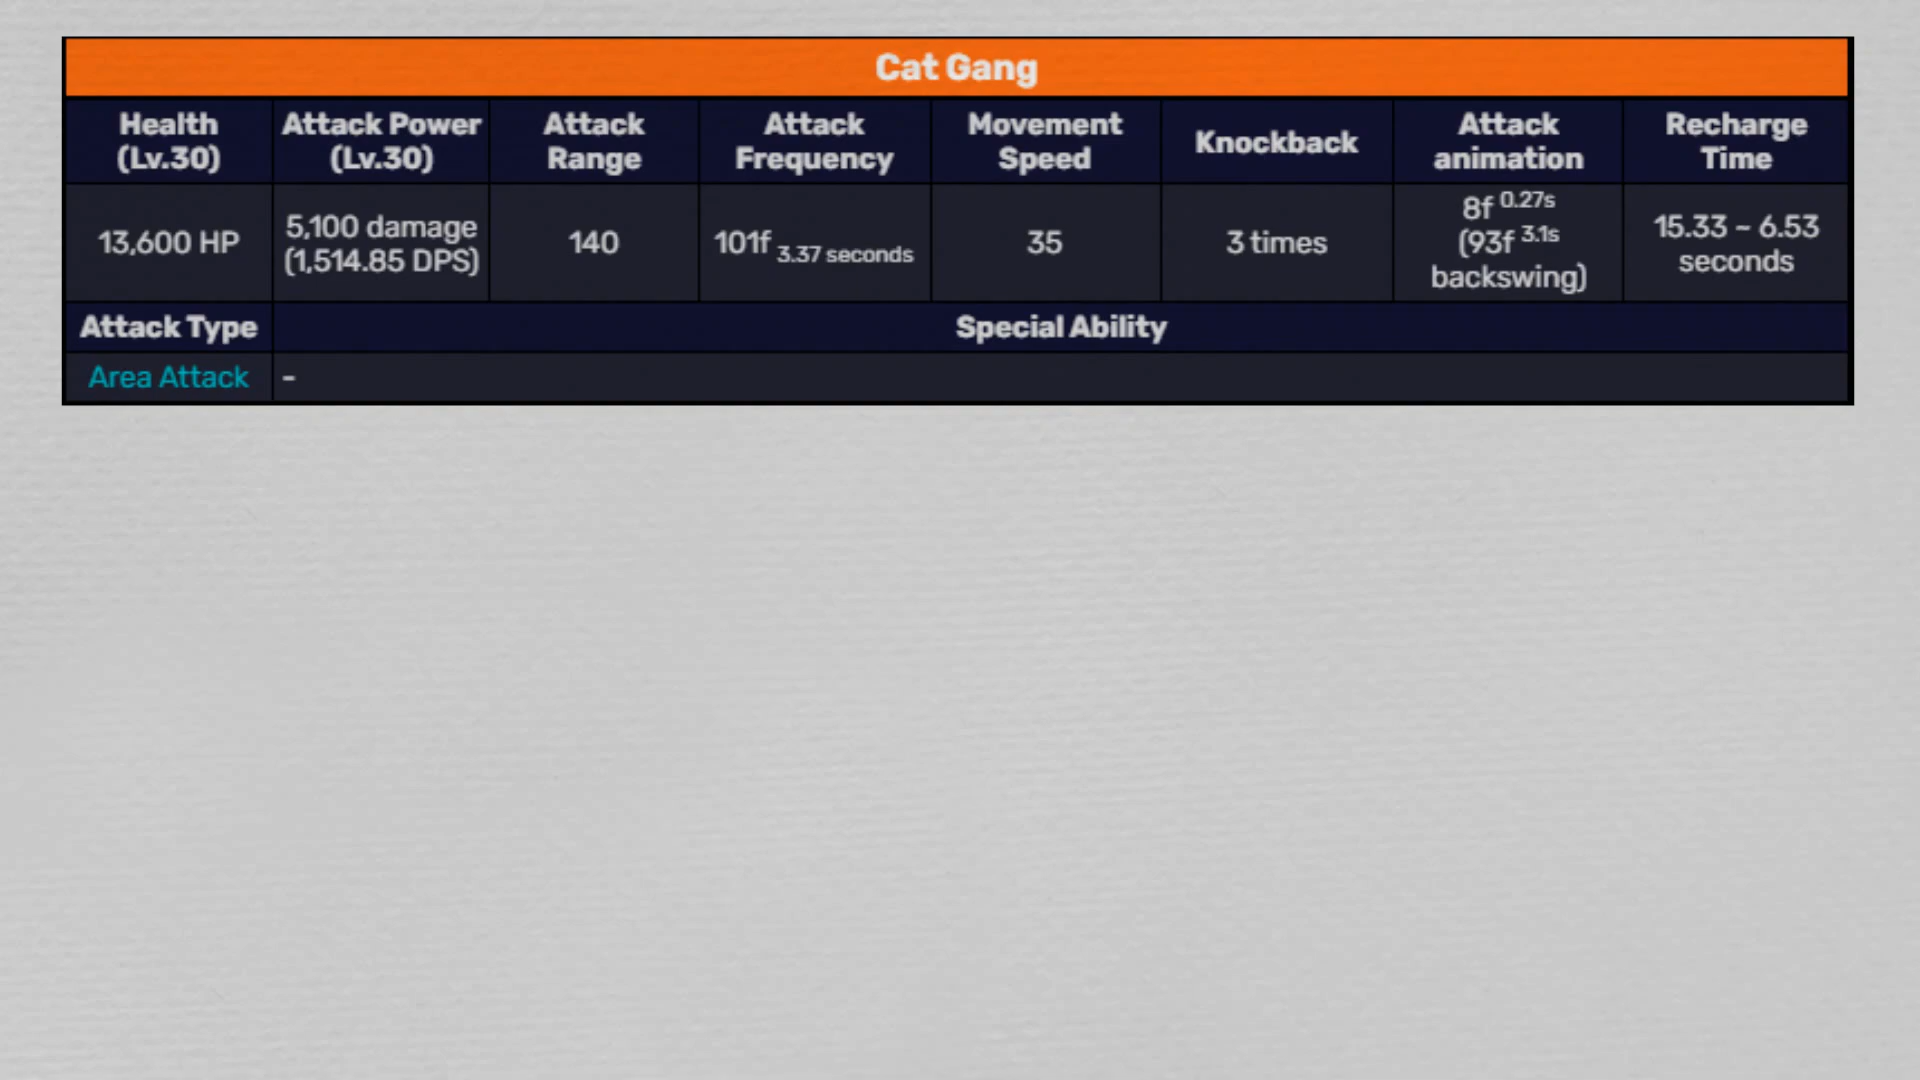 Cat Gang
Health (Lv.30)
Attack Power (Lv.30)
Attack Range
Attack Frequency
Movement Speed
Knockback
Attack animation
Recharge Time
13,600 HP
5,100 damage (1,514.85 DPS)
140
101f 3.37 seconds
35
3 times
8f 0.27s (93f 3.1s backswing)
15.33 ~ 6.53 seconds
Attack Type
Special Ability
Area Attack
-